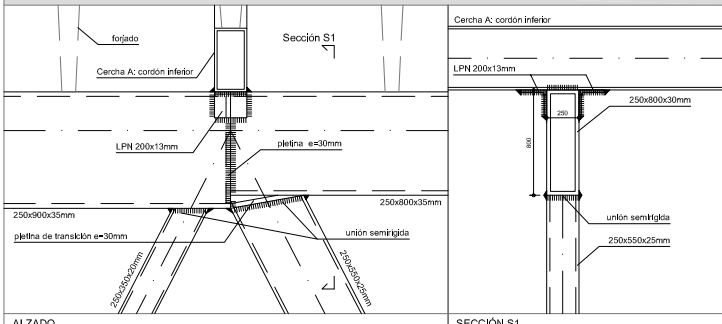 forjado
Sección S1
Cercha A: cordón inferior
LPN 200x13mm
pletina e=30mm
250x900x35mm
250x800x35mm
pletina de transición e=30mm
unión semirígida
250x350x20mm
250x550x25mm
ALZADO
Cercha A: cordón inferior
LPN 200x13mm
250x800x30mm
250
800
unión semirígida
250x550x25mm
SECCIÓN S1